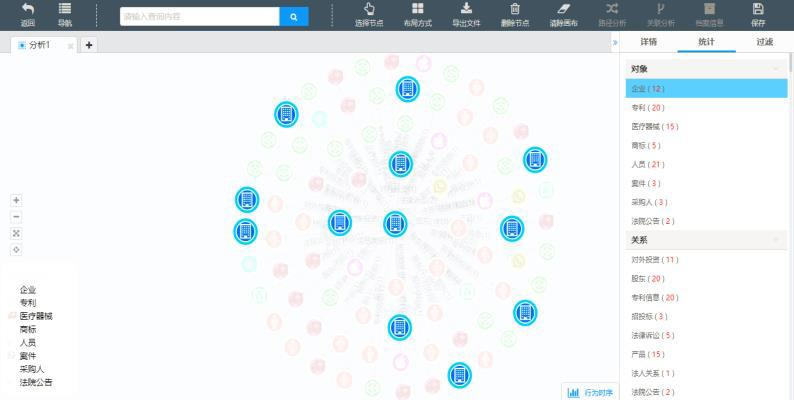 返回
导航
请输入查询内容
选择节点
布局方式
导出文件
删除节点
清除画布
路径分析
关联分析
档案信息
保存
分析1
详情
统计
过滤
对象
企业 ( 12 )
专利 ( 20 )
医疗器械 ( 15 )
商标 ( 5 )
人员 ( 21 )
案件 ( 3 )
采购人 ( 3 )
法院公告 ( 2 )
关系
对外投资 ( 11 )
股东 ( 20 )
专利信息 ( 20 )
招投标 ( 3 )
法律诉讼 ( 5 )
产品 ( 15 )
法人关系 ( 1 )
法院公告 ( 2 )
企业
专利
医疗器械
商标
人员
案件
采购人
法院公告
行为时序